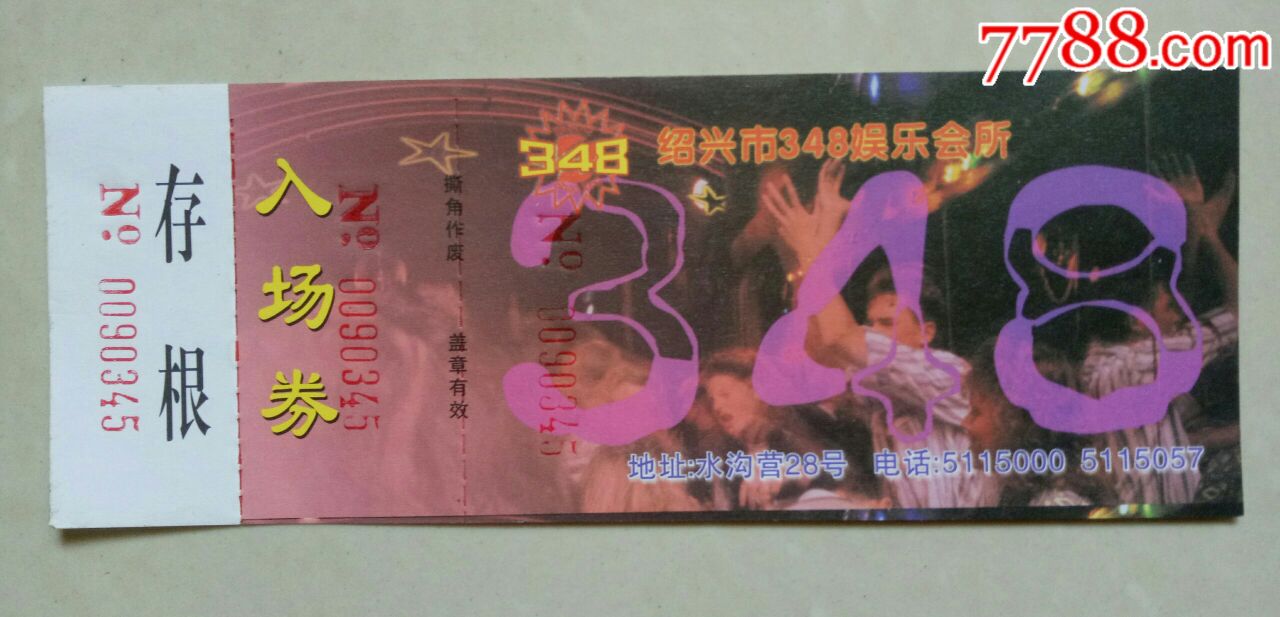 7788.com
存根
№ 0090345
入场券
№ 0090345
撕角作废 盖章有效
№ 0090345
348
绍兴市348娱乐会所
348
地址:水沟营28号 电话:5115000 5115057